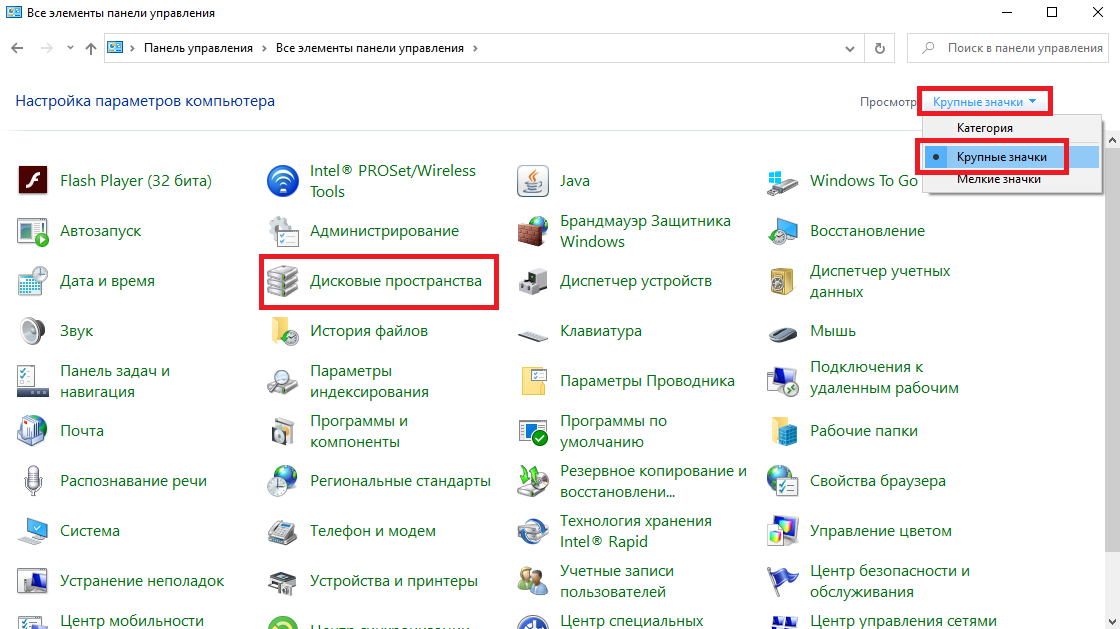 Все элементы панели управления
Панель управления
Все элементы панели управления
Поиск в панели управления
Настройка параметров компьютера
Просмотр
Крупные значки
Категория
Крупные значки
Мелкие значки
Flash Player (32 бита)
Intel® PROSet/Wireless
Tools
Java
Windows To Go
Автозапуск
Администрирование
Брандмауэр Защитника
Windows
Восстановление
Дата и время
Дисковые пространства
Диспетчер устройств
Диспетчер учетных
данных
Звук
История файлов
Клавиатура
Мышь
Панель задач и
навигация
Параметры
индексирования
Параметры Проводника
Подключения к
удаленным рабочим
Почта
Программы и
компоненты
Программы по
умолчанию
Рабочие папки
Распознавание речи
Региональные стандарты
Резервное копирование и
восстановлени...
Свойства браузера
Система
Телефон и модем
Технология хранения
Intel® Rapid
Управление цветом
Устранение неполадок
Устройства и принтеры
Учетные записи
пользователей
Центр безопасности и
обслуживания
Центр мобильности
Центр синхронизации
Центр специальных
Центр управления сетями